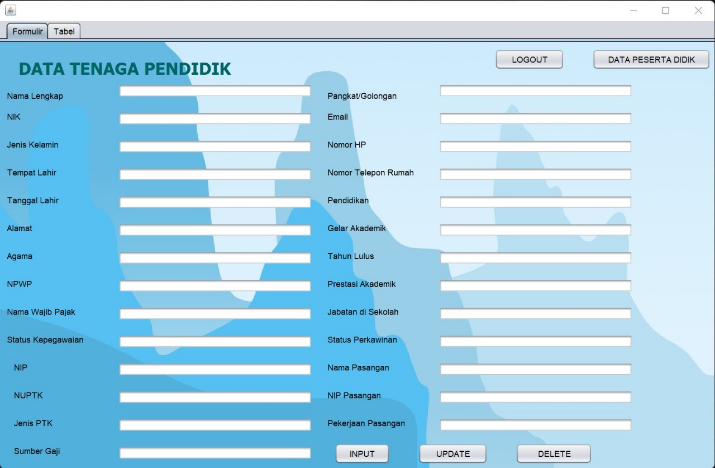 Formulir Tabel
DATA TENAGA PENDIDIK
LOGOUT DATA PESERTA DIDIK
Nama Lengkap Pangkat/Golongan
NIK Email
Jenis Kelamin Nomor HP
Tempat Lahir Nomor Telepon Rumah
Tanggal Lahir Pendidikan
Alamat Gelar Akademik
Agama Tahun Lulus
NPWP Prestasi Akademik
Nama Wajib Pajak Jabatan di Sekolah
Status Kepegawaian Status Perkawinan
NIP Nama Pasangan
NUPTK NIP Pasangan
Jenis PTK Pekerjaan Pasangan
Sumber Gaji INPUT UPDATE DELETE